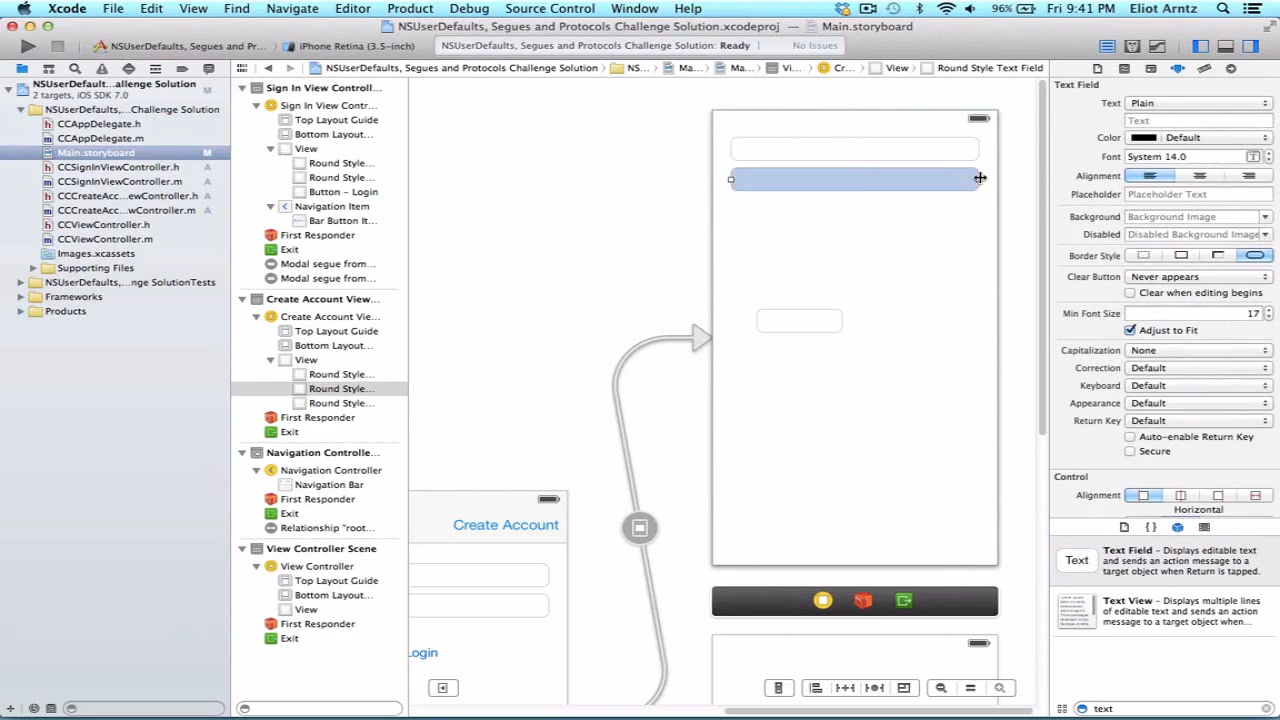 Xcode File Edit View Find Navigate Editor Product Debug Source Control Window Help 96% Fri 9:41 PM Eliot Arntz
NSUserDefaults, Segues and Protocols Challenge Solution.xcodeproj — Main.storyboard
NSUserDefaults, Segues and Pr... iPhone Retina (3.5-inch) NSUserDefaults, Segues and Protocols Challenge Solution: Ready No Issues
NSUserDefaults, Segues and Protocols Challenge Solution NS... Ma... Ma... Vi... Cr... View Round Style Text Field
NSUserDefault...allenge Solution M
2 targets, iOS SDK 7.0
NSUserDefaults,...Challenge Solution
CCAppDelegate.h
CCAppDelegate.m
Main.storyboard M
CCSignInViewController.h A
CCSignInViewController.m A
CCCreateAcc...ewController.h A
CCCreateAcc...wController.m A
CCViewController.h
CCViewController.m
Images.xcassets
Supporting Files
NSUserDefaults,...nge SolutionTests
Frameworks
Products
Sign In View Controll...
Sign In View Contr...
Top Layout Guide
Bottom Layout...
View
Round Style...
Round Style...
Button - Login
Navigation Item
Bar Button It...
First Responder
Exit
Modal segue from...
Modal segue from...
Create Account View...
Create Account Vie...
Top Layout Guide
Bottom Layout...
View
Round Style...
Round Style...
Round Style...
First Responder
Exit
Navigation Controlle...
Navigation Controller
Navigation Bar
First Responder
Exit
Relationship "root...
View Controller Scene
View Controller
Top Layout Guide
Bottom Layout...
View
First Responder
Exit
Create Account
Login
Text Field
Text Plain
Text
Color Default
Font System 14.0
Alignment
Placeholder Placeholder Text
Background Background Image
Disabled Disabled Background Image
Border Style
Clear Button Never appears
Clear when editing begins
Min Font Size 17
Adjust to Fit
Capitalization None
Correction Default
Keyboard Default
Appearance Default
Return Key Default
Auto-enable Return Key
Secure
Control
Alignment
Horizontal
Text
Text Field - Displays editable text
and sends an action message to a
target object when Return is tapped.
Text View - Displays multiple lines
of editable text and sends an action
message to a target object when...
text